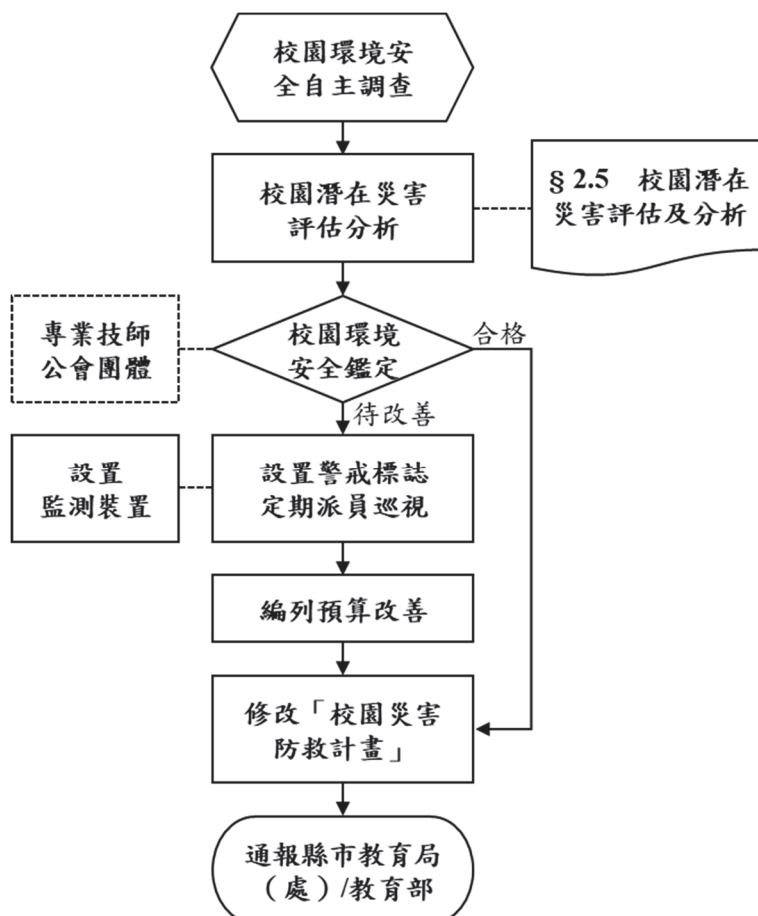 校園環境安
全自主調查
校園潛在災害
評估分析
§ 2.5 校園潛在
災害評估及分析
專業技師
公會團體
校園環境
安全鑑定
合格
待改善
設置
監測裝置
設置警戒標誌
定期派員巡視
編列預算改善
修改「校園災害
防救計畫」
通報縣市教育局
（處）/教育部